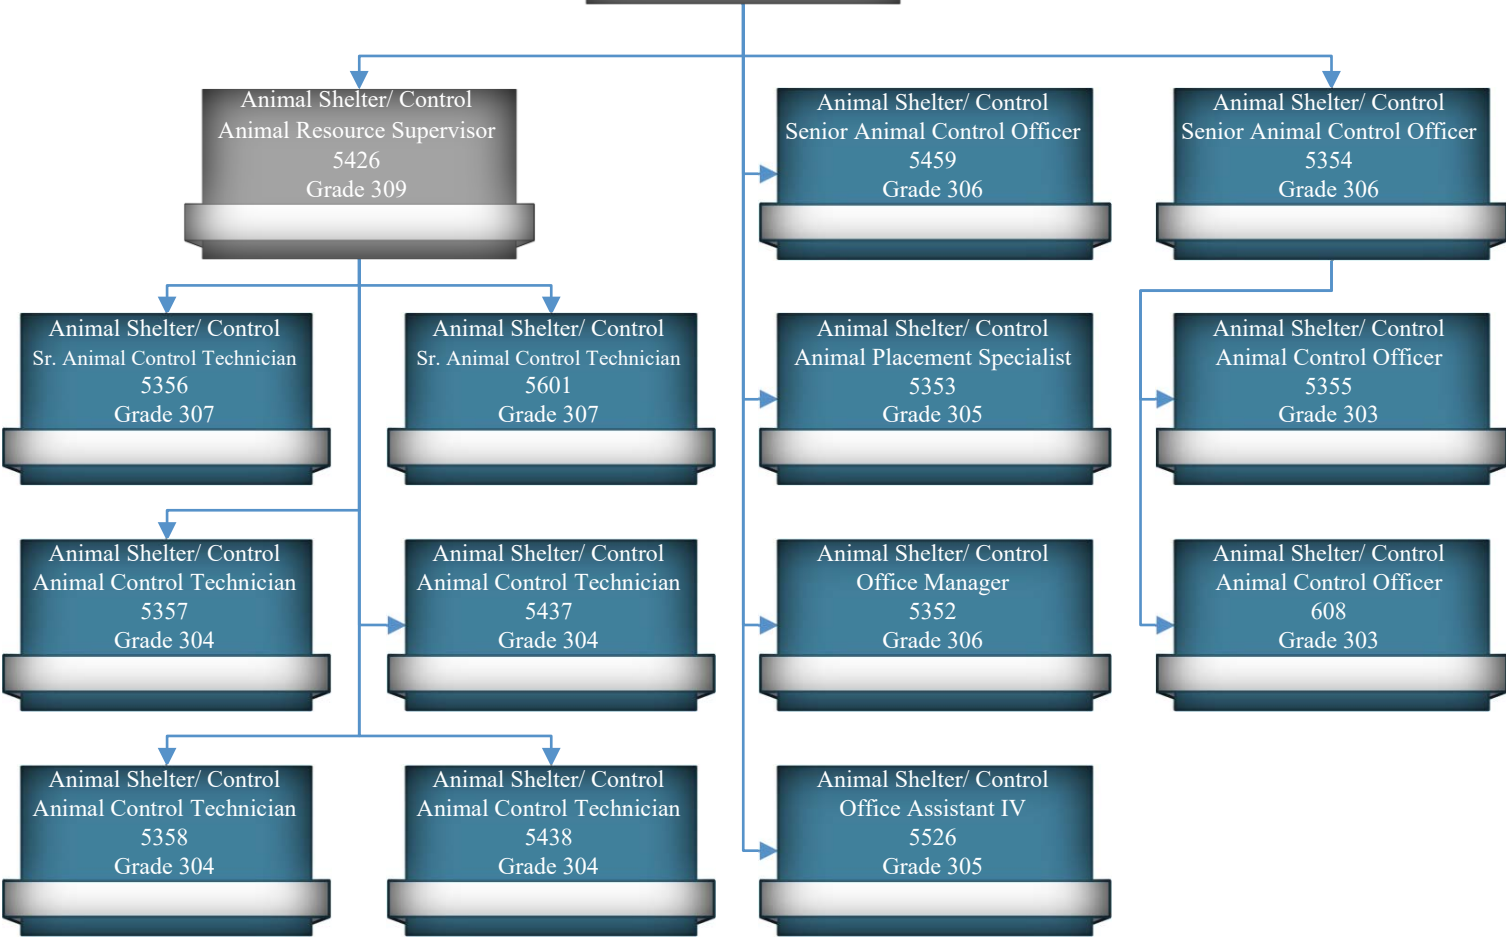 Animal Shelter/ Control
Animal Resource Supervisor
5426
Grade 309
Animal Shelter/ Control
Senior Animal Control Officer
5459
Grade 306
Animal Shelter/ Control
Senior Animal Control Officer
5354
Grade 306
Animal Shelter/ Control
Sr. Animal Control Technician
5356
Grade 307
Animal Shelter/ Control
Sr. Animal Control Technician
5601
Grade 307
Animal Shelter/ Control
Animal Placement Specialist
5353
Grade 305
Animal Shelter/ Control
Animal Control Officer
5355
Grade 303
Animal Shelter/ Control
Animal Control Technician
5357
Grade 304
Animal Shelter/ Control
Animal Control Technician
5437
Grade 304
Animal Shelter/ Control
Office Manager
5352
Grade 306
Animal Shelter/ Control
Animal Control Officer
608
Grade 303
Animal Shelter/ Control
Animal Control Technician
5358
Grade 304
Animal Shelter/ Control
Animal Control Technician
5438
Grade 304
Animal Shelter/ Control
Office Assistant IV
5526
Grade 305